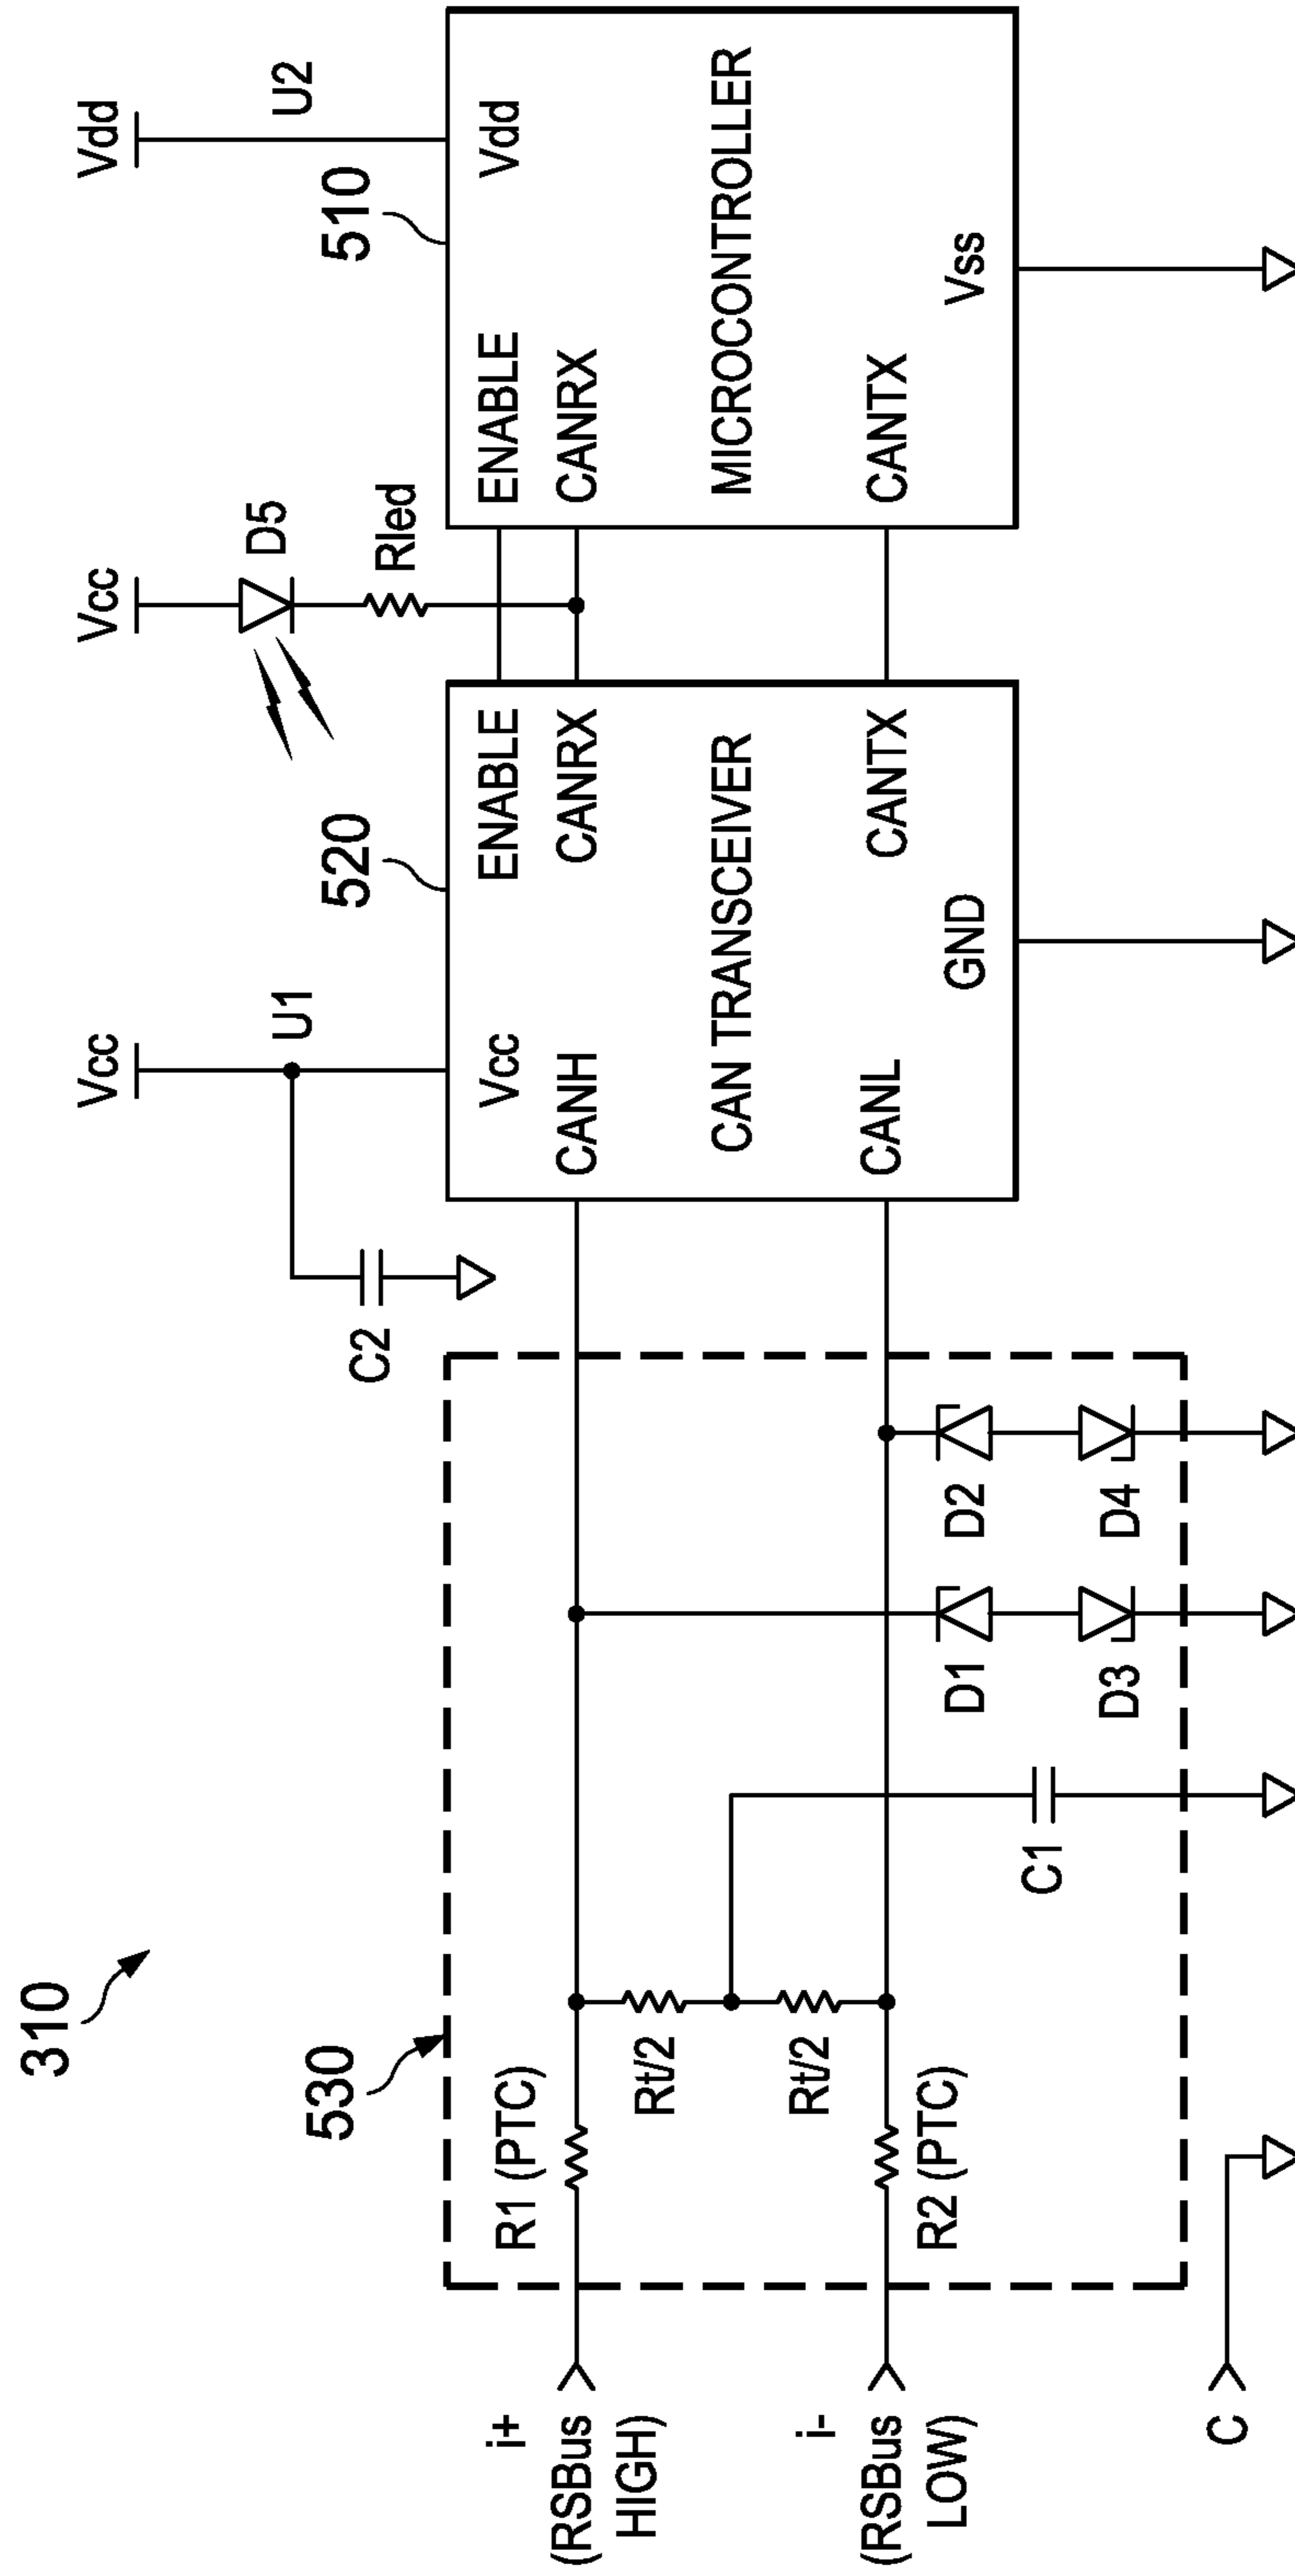 310
530
i+
(RSBus
HIGH)
R1 (PTC)
Rt/2
Rt/2
i-
(RSBus
LOW)
R2 (PTC)
C
C1
D1
D3
D2
D4
C2
Vcc
U1
520
Vcc
CANH
ENABLE
CANRX
CAN TRANSCEIVER
CANL
CANTX
GND
Vcc
D5
Rled
Vdd
U2
510
ENABLE
Vdd
CANRX
MICROCONTROLLER
CANTX
Vss